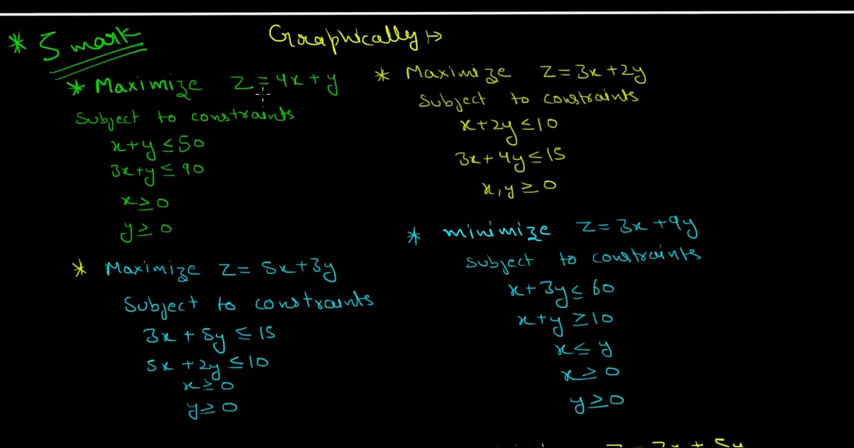 * 5 mark
Graphically :→
* Maximize Z = 4x + y
Subject to constraints
x + y ≤ 50
3x + y ≤ 90
x ≥ 0
y ≥ 0
* Maximize Z = 3x + 2y
Subject to constraints
x + 2y ≤ 10
3x + 4y ≤ 15
x, y ≥ 0
* Maximize Z = 5x + 3y
Subject to constraints
3x + 5y ≤ 15
5x + 2y ≤ 10
x ≥ 0
y ≥ 0
* minimize Z = 3x + 9y
Subject to constraints
x + 3y ≤ 60
x + y ≥ 10
x ≤ y
x ≥ 0
y ≥ 0